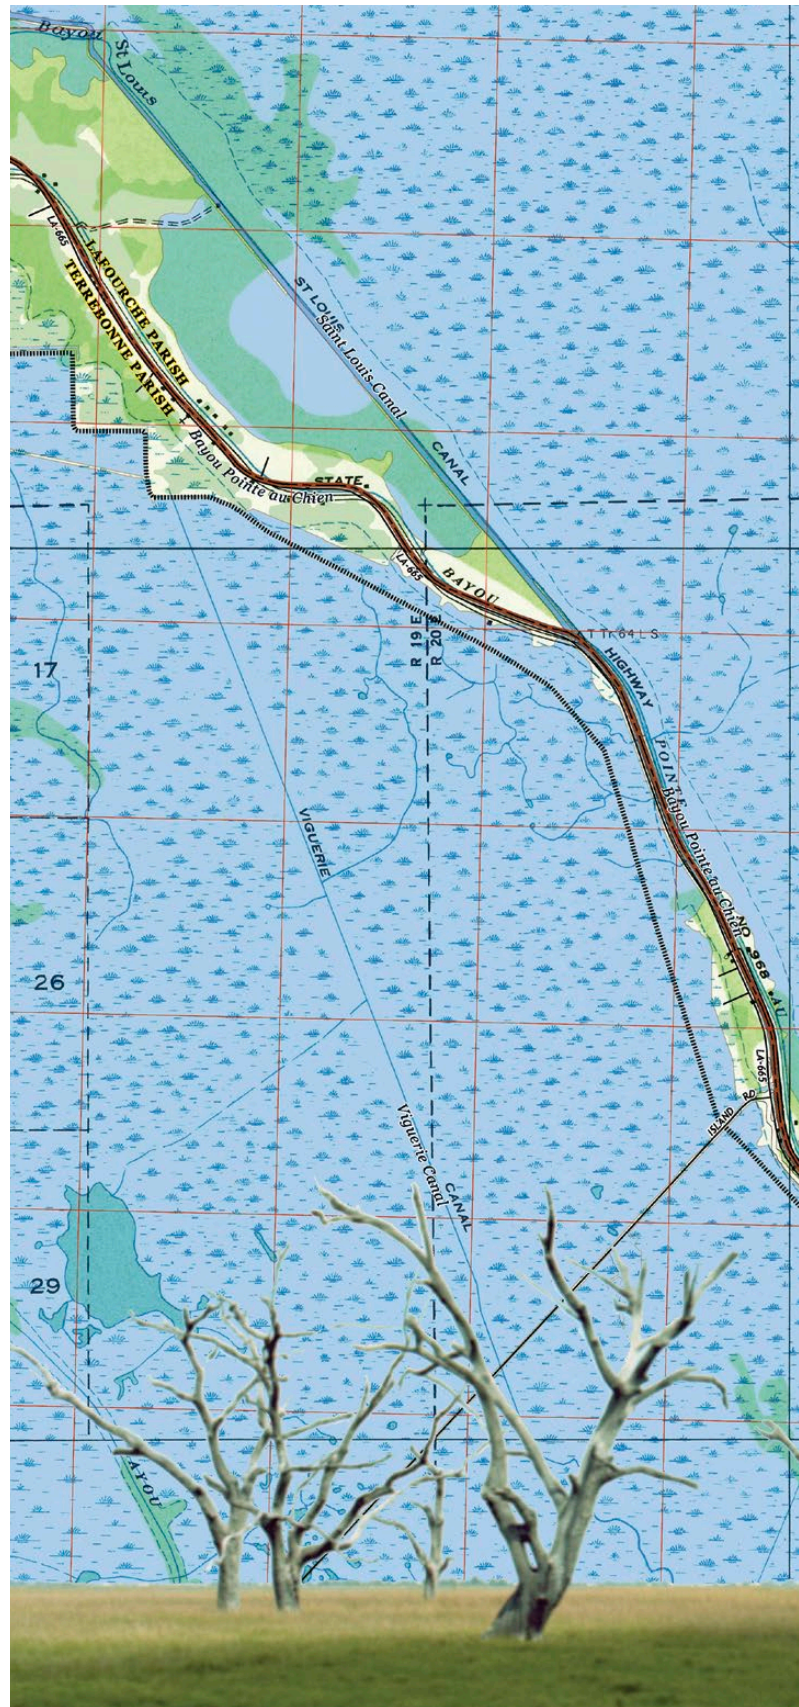 Bayou
St Louis
LA-665
LAFOURCHE PARISH
TERREBONNE PARISH
ST LOUIS
Saint Louis Canal
CANAL
Bayou Pointe au Chien
STATE
LA-665
BAYOU
R 19 E
R 20 E
HIGHWAY
17
POINTE
Bayou Pointe au Chien
VIGUERIE
NO 968
AU
26
LA-665
ISLAND RD
Viguerie Canal
CANAL
29
AYOU